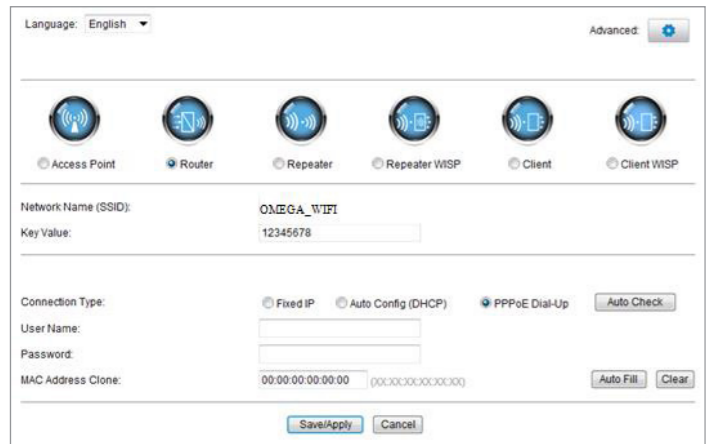 Language: English
Advanced:
Access Point Router Repeater Repeater WISP Client Client WISP
Network Name (SSID): OMEGA_WIFI
Key Value: 12345678
Connection Type: Fixed IP Auto Config (DHCP) PPPoE Dial-Up Auto Check
User Name:
Password:
MAC Address Clone: 00:00:00:00:00:00 (XX:XX:XX:XX:XX:XX) Auto Fill Clear
Save/Apply Cancel